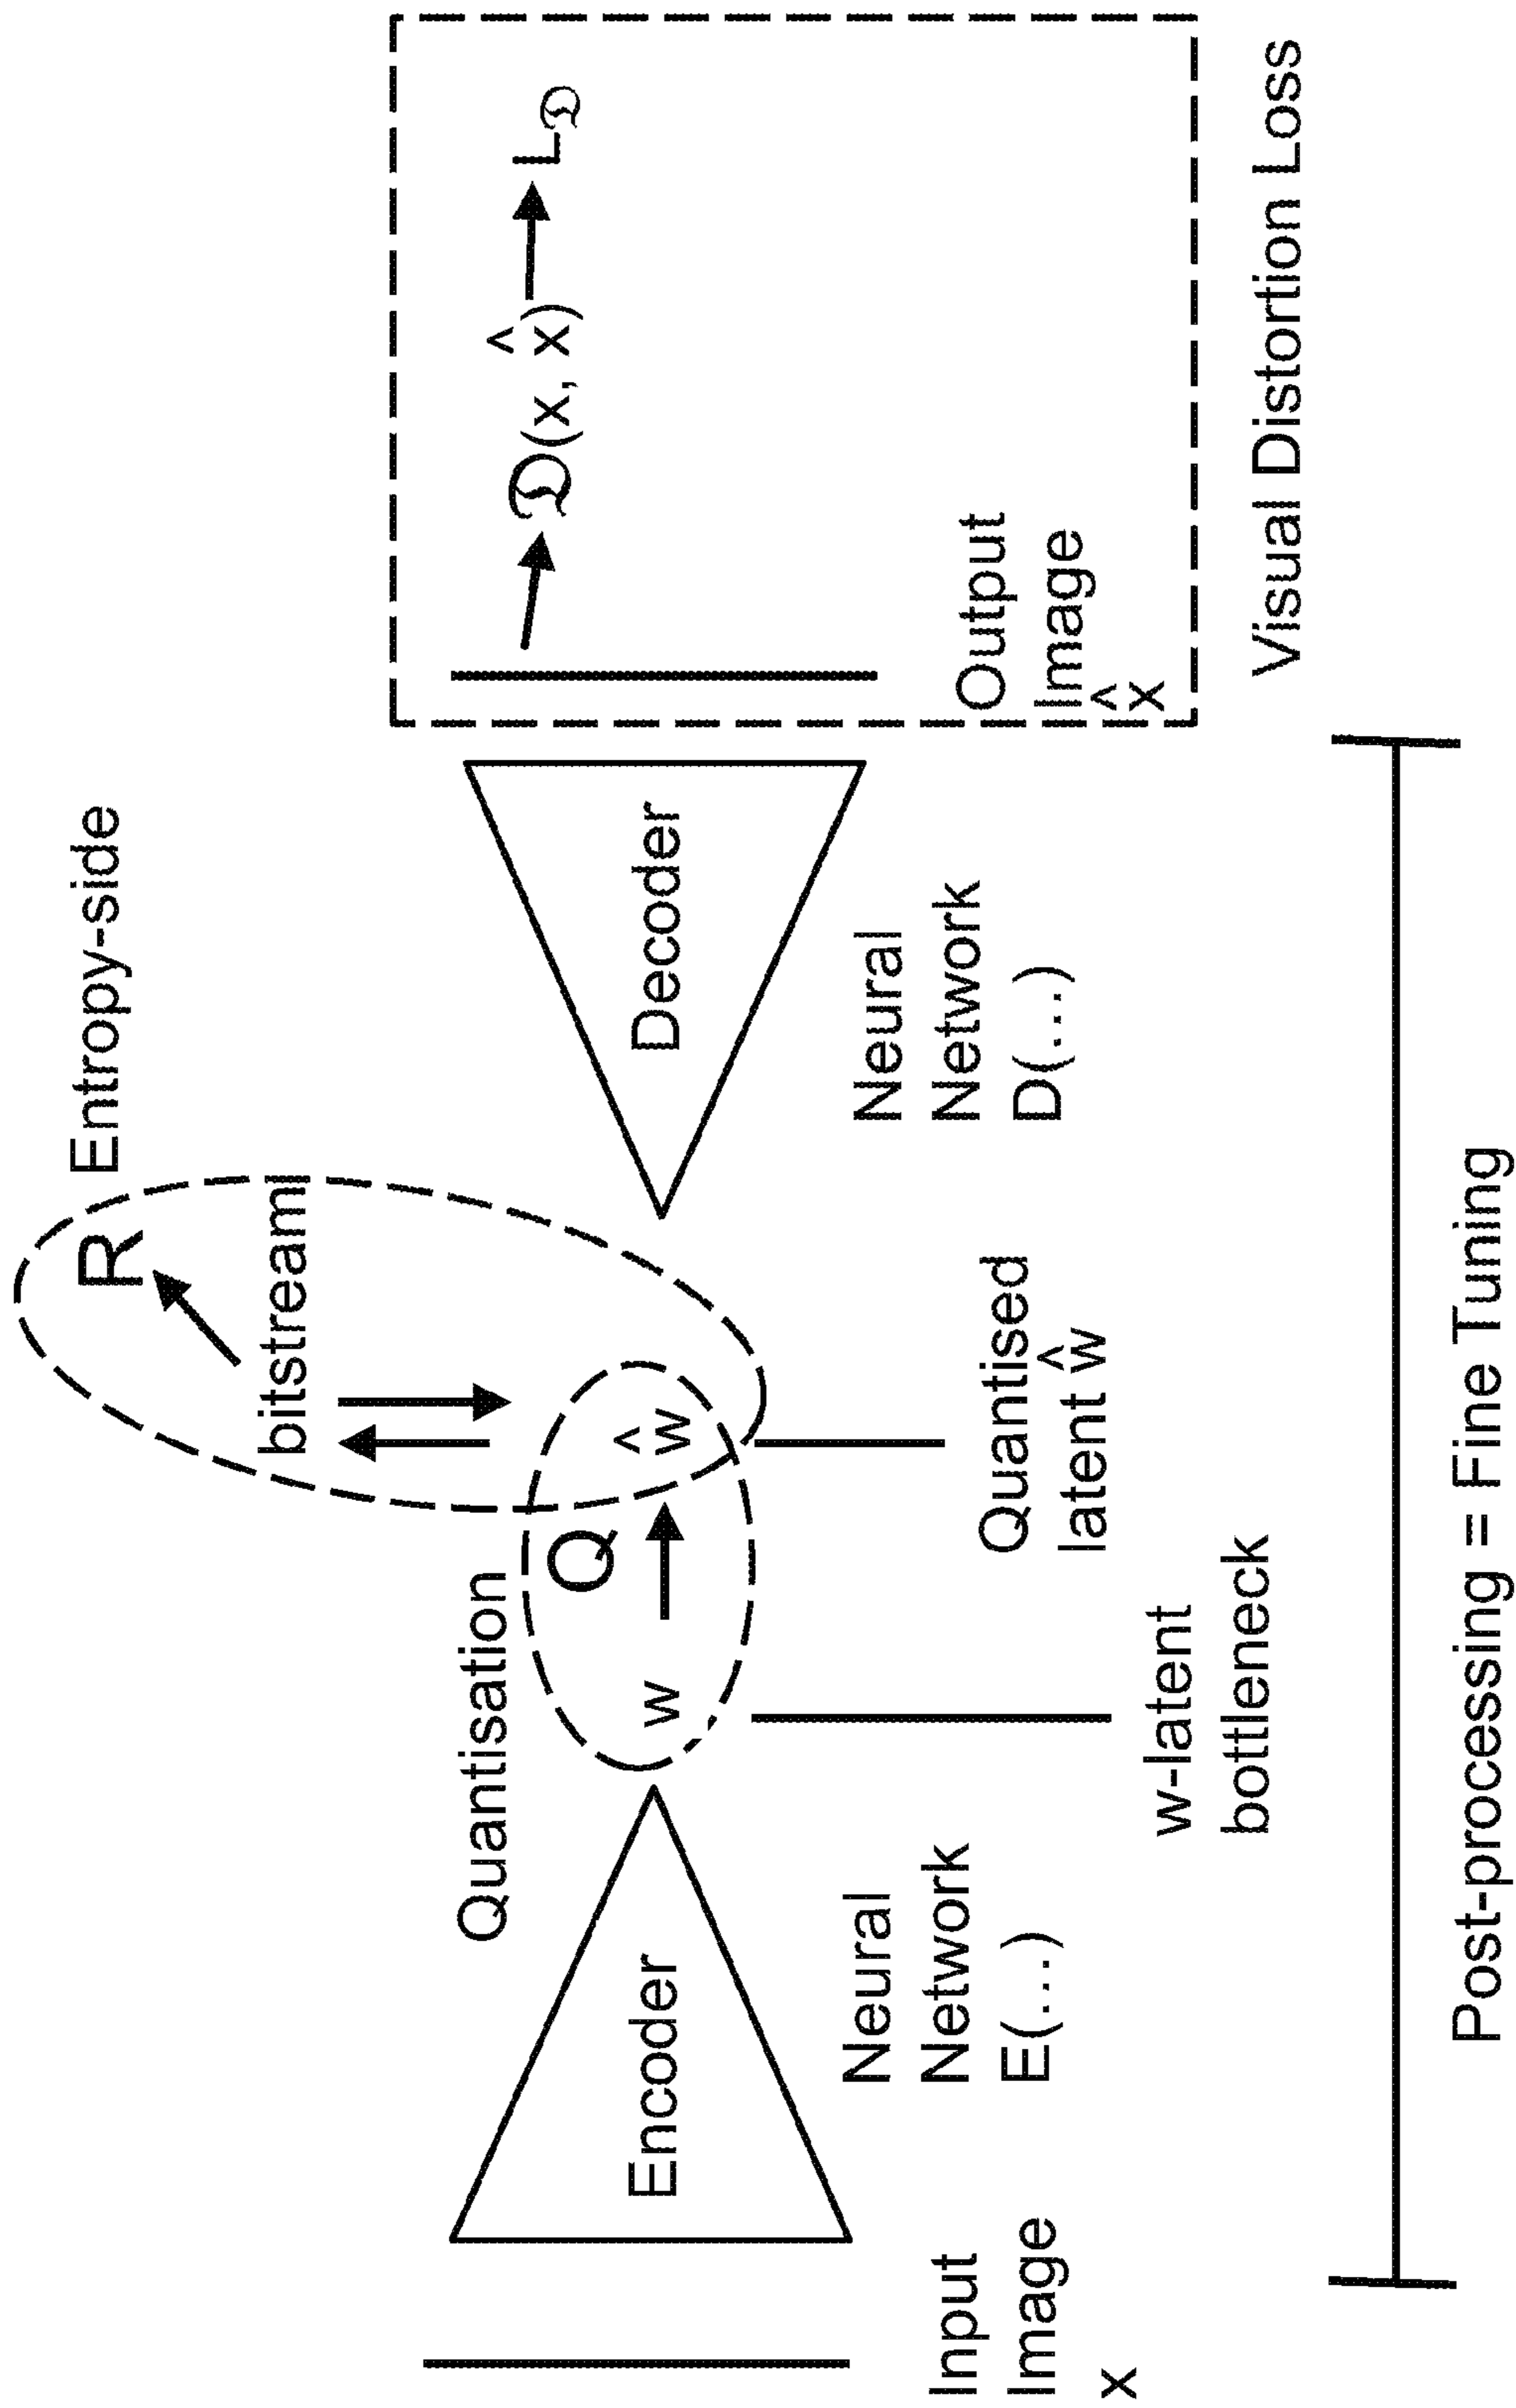 Entropy-side
R
bitstream
Quantisation
Q
Encoder
w
ŵ
Decoder
𝔇(x, x̂)
L𝔇
Input
Image
x
Neural
Network
E(...)
w-latent
bottleneck
Quantised
latent ŵ
Neural
Network
D(...)
Output
Image
x̂
Visual Distortion Loss
Post-processing = Fine Tuning